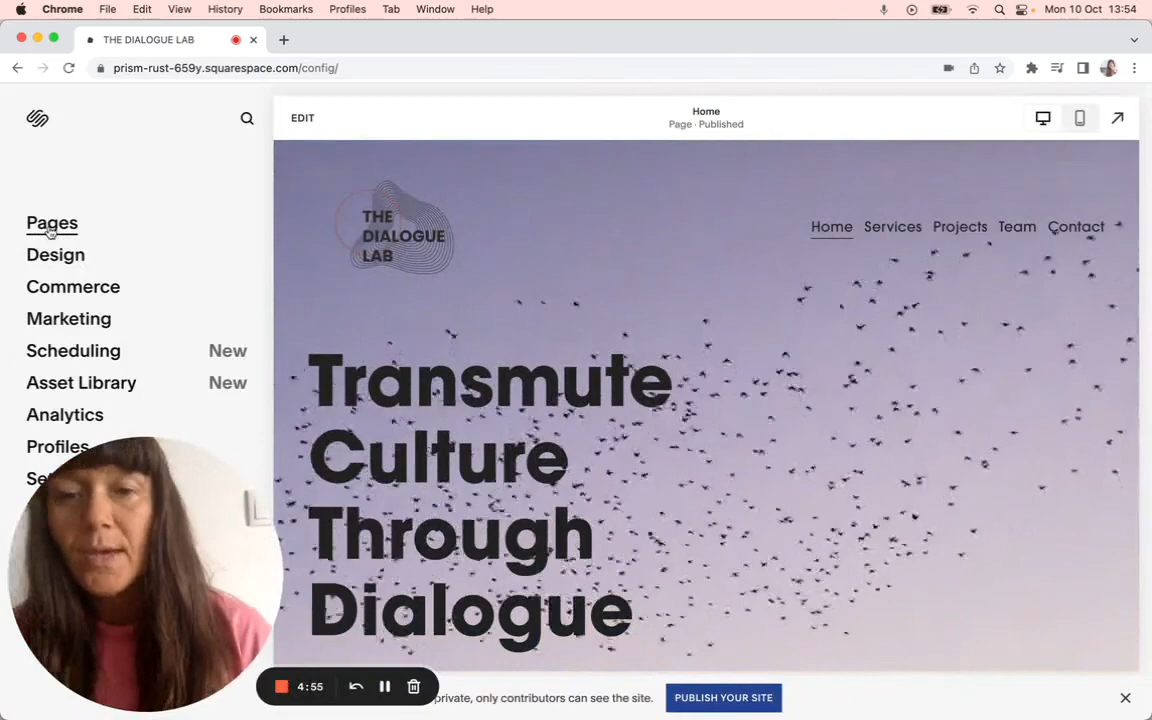 Chrome File Edit View History Bookmarks Profiles Tab Window Help Mon 10 Oct 13:54
THE DIALOGUE LAB
prism-rust-659y.squarespace.com/config/
EDIT
Home
Page · Published
Pages
Design
Commerce
Marketing
Scheduling New
Asset Library New
Analytics
Profiles
THE
DIALOGUE
LAB
Home Services Projects Team Contact
Transmute
Culture
Through
Dialogue
4:55
private, only contributors can see the site.
PUBLISH YOUR SITE